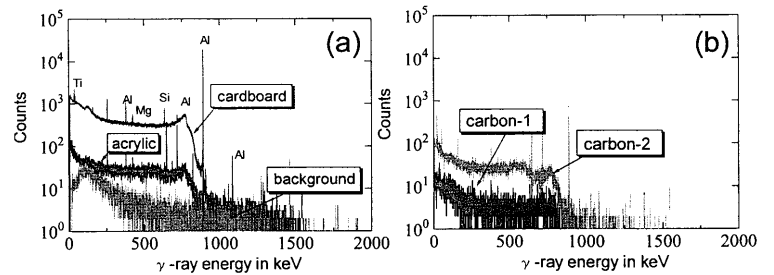 10^5
10^4
10^3
10^2
10^1
10^0
Counts
(a)
Al
Ti
Al
Mg
Si
Al
cardboard
acrylic
Al
background
0
500
1000
1500
2000
γ -ray energy in keV
10^5
10^4
10^3
10^2
10^1
10^0
Counts
(b)
carbon-1
carbon-2
0
500
1000
1500
2000
γ -ray energy in keV